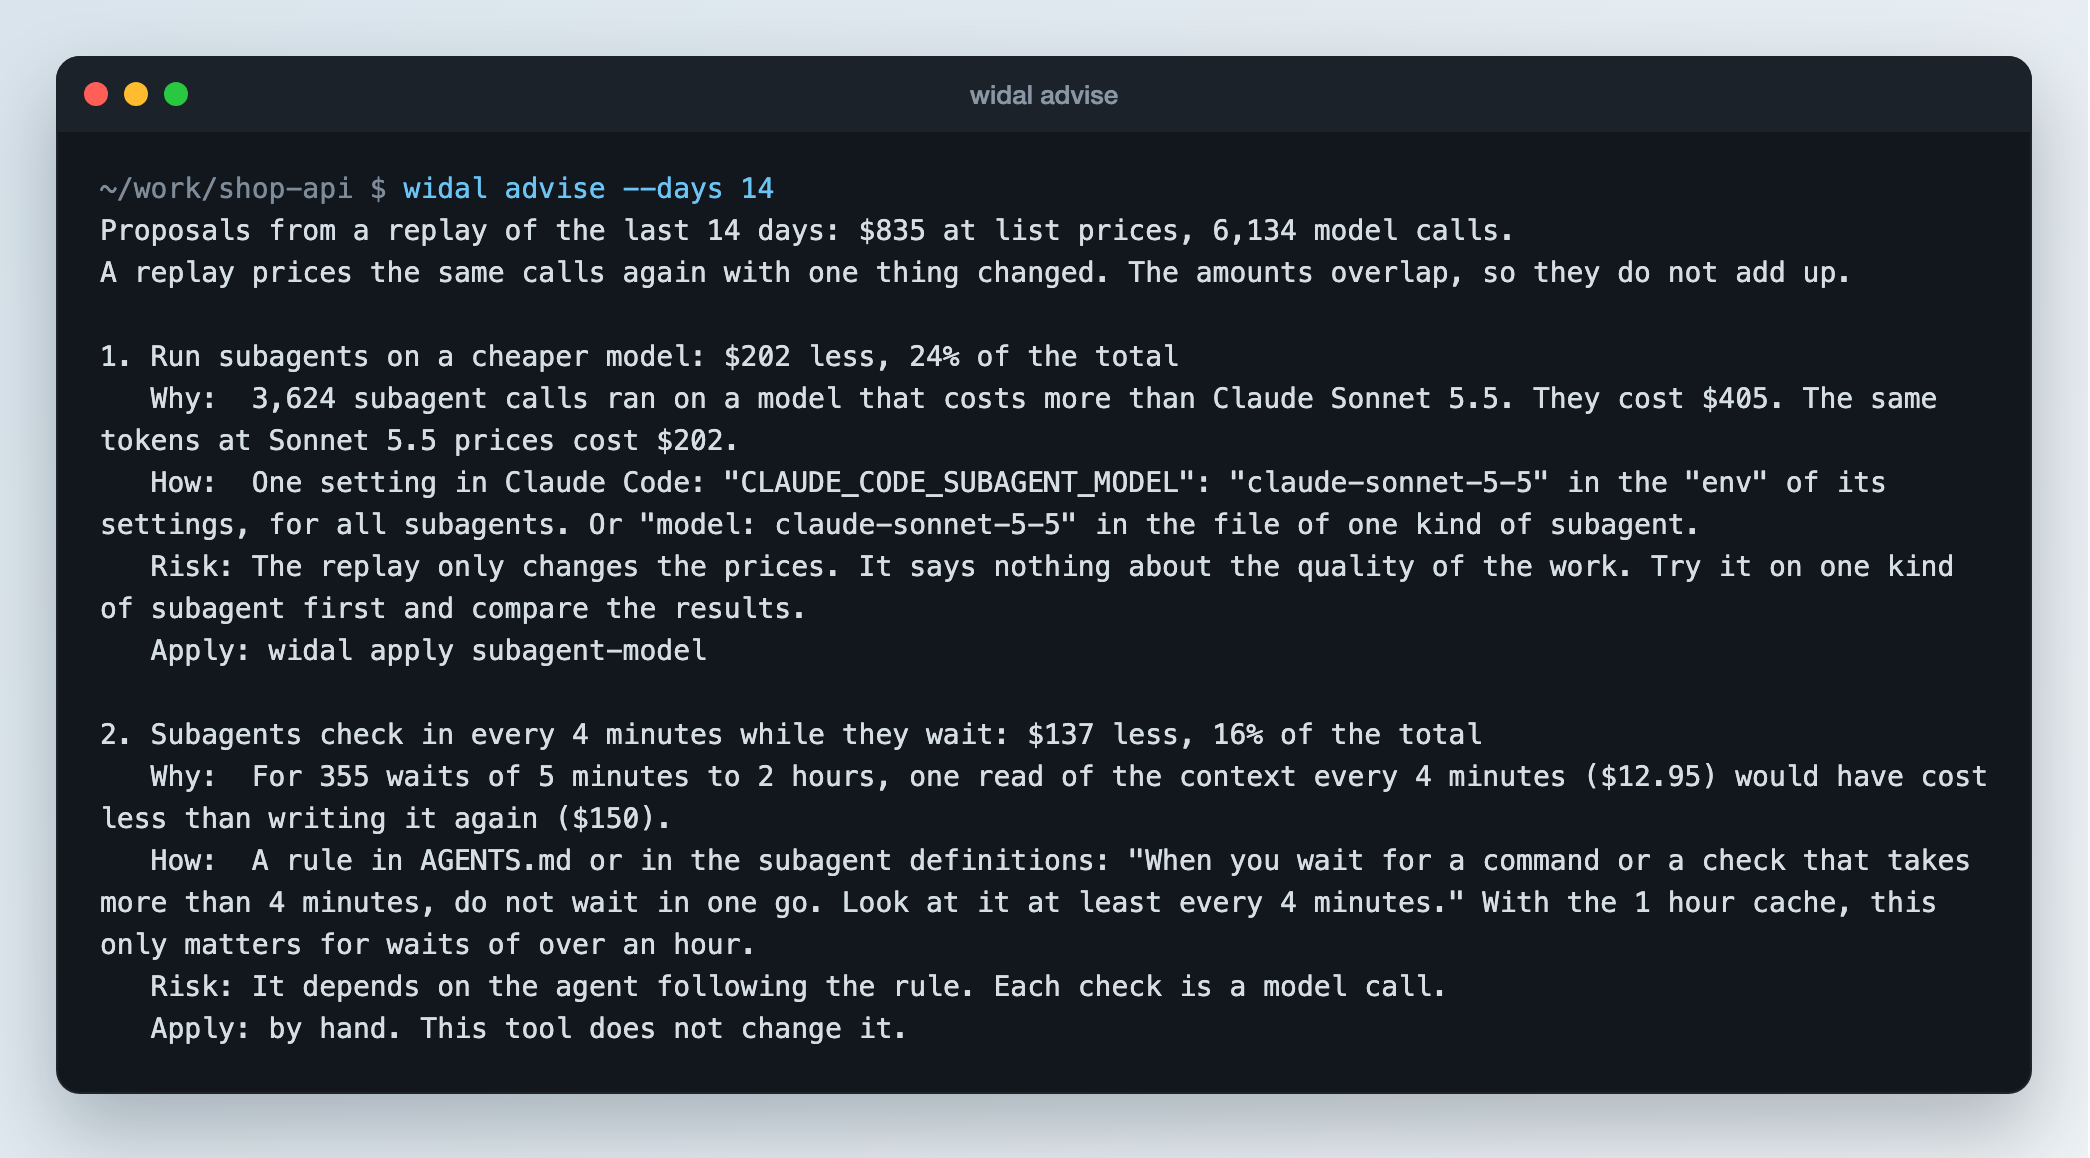 widal advise
~/work/shop-api $ widal advise --days 14
Proposals from a replay of the last 14 days: $835 at list prices, 6,134 model calls.
A replay prices the same calls again with one thing changed. The amounts overlap, so they do not add up.
1. Run subagents on a cheaper model: $202 less, 24% of the total
Why:  3,624 subagent calls ran on a model that costs more than Claude Sonnet 5.5. They cost $405. The same
tokens at Sonnet 5.5 prices cost $202.
How:  One setting in Claude Code: "CLAUDE_CODE_SUBAGENT_MODEL": "claude-sonnet-5-5" in the "env" of its
settings, for all subagents. Or "model: claude-sonnet-5-5" in the file of one kind of subagent.
Risk: The replay only changes the prices. It says nothing about the quality of the work. Try it on one kind
of subagent first and compare the results.
Apply: widal apply subagent-model
2. Subagents check in every 4 minutes while they wait: $137 less, 16% of the total
Why:  For 355 waits of 5 minutes to 2 hours, one read of the context every 4 minutes ($12.95) would have cost
less than writing it again ($150).
How:  A rule in AGENTS.md or in the subagent definitions: "When you wait for a command or a check that takes
more than 4 minutes, do not wait in one go. Look at it at least every 4 minutes." With the 1 hour cache, this
only matters for waits of over an hour.
Risk: It depends on the agent following the rule. Each check is a model call.
Apply: by hand. This tool does not change it.